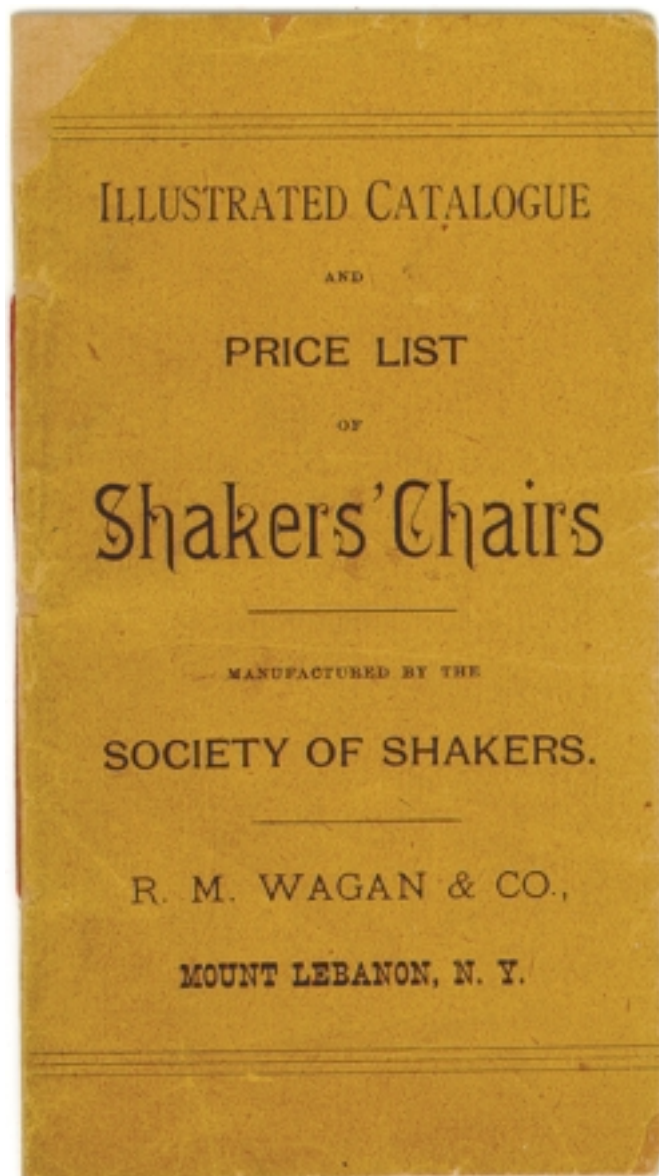 ILLUSTRATED CATALOGUE
AND
PRICE LIST
OF
Shakers' Chairs
MANUFACTURED BY THE
SOCIETY OF SHAKERS.
R. M. WAGAN & CO.,
MOUNT LEBANON, N. Y.